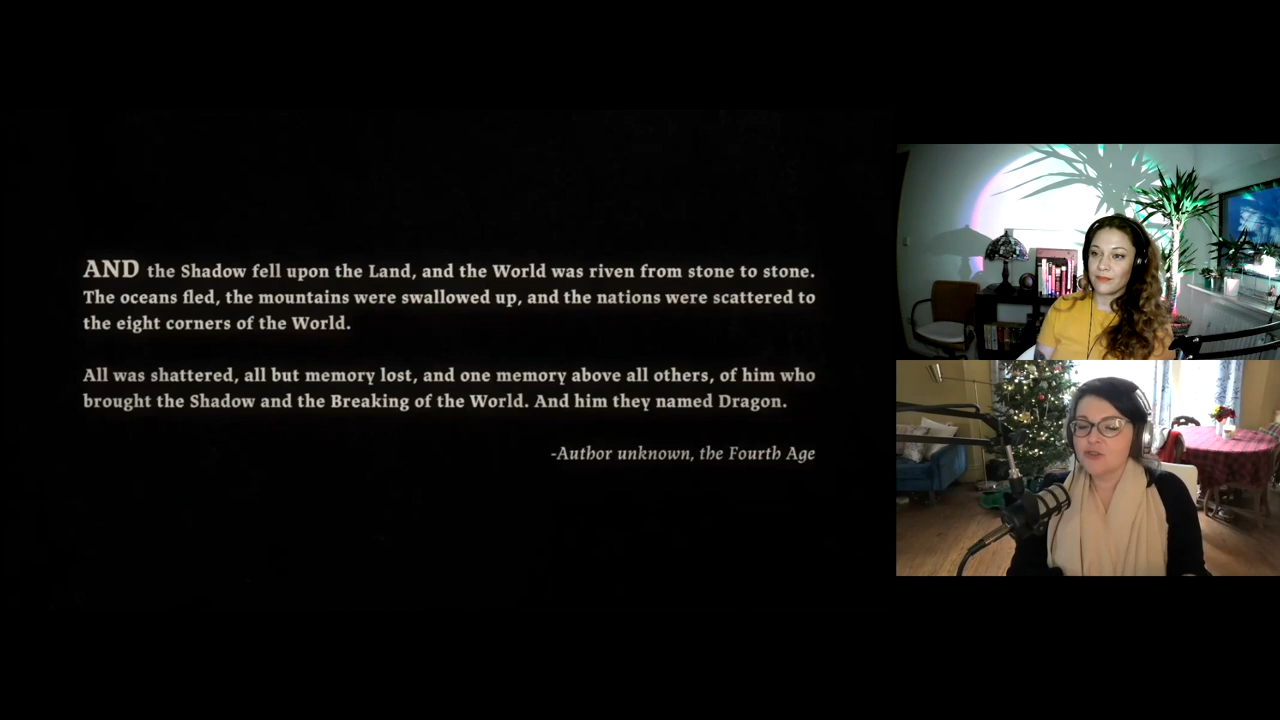 AND the Shadow fell upon the Land, and the World was riven from stone to stone.
The oceans fled, the mountains were swallowed up, and the nations were scattered to
the eight corners of the World.
All was shattered, all but memory lost, and one memory above all others, of him who
brought the Shadow and the Breaking of the World. And him they named Dragon.
-Author unknown, the Fourth Age